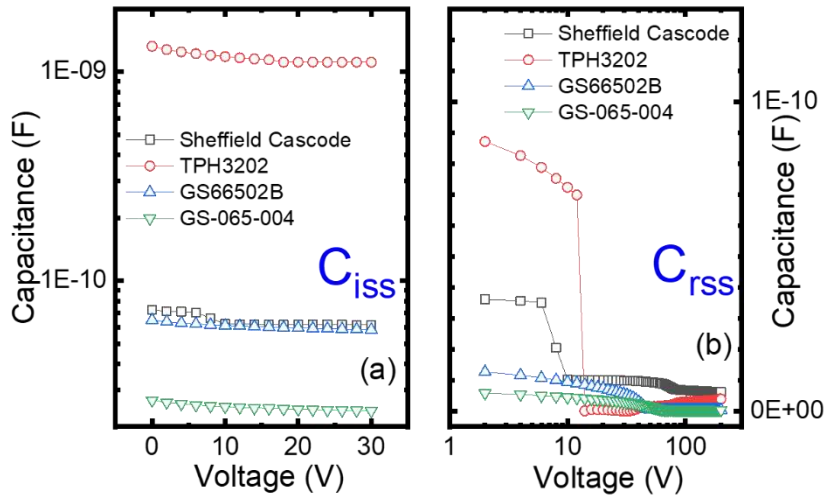 Capacitance (F)
1E-09
1E-10
Sheffield Cascode
TPH3202
GS66502B
GS-065-004
Ciss
(a)
0 10 20 30
Voltage (V)
Sheffield Cascode
TPH3202
GS66502B
GS-065-004
Crss
(b)
1 10 100
Voltage (V)
1E-10
0E+00
Capacitance (F)